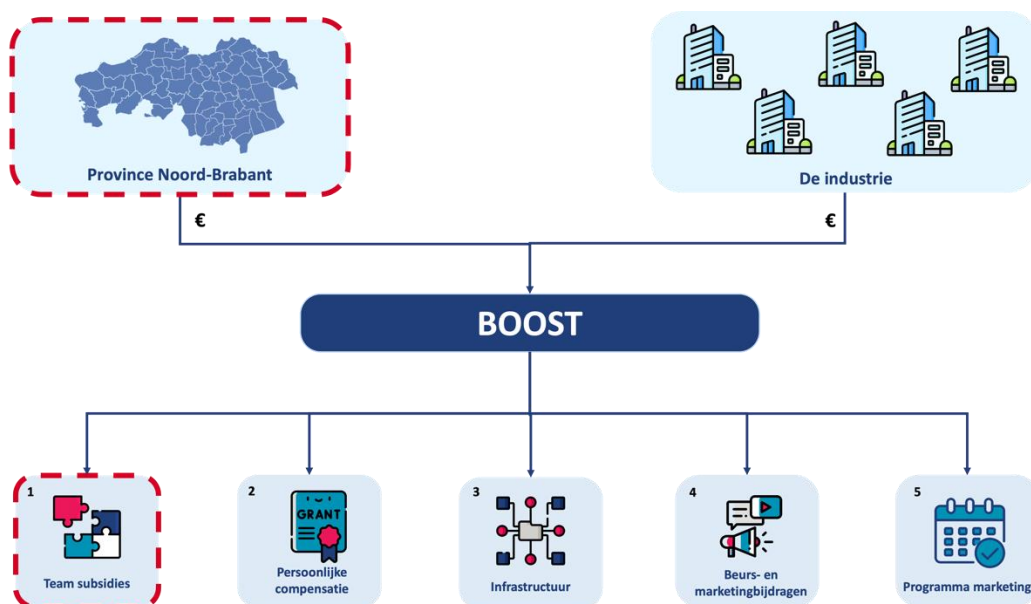 Province Noord-Brabant
De industrie
€
€
BOOST
1
2
3
4
5
GRANT
Team subsidies
Persoonlijke
compensatie
Infrastructuur
Beurs- en
marketingbijdragen
Programma marketing